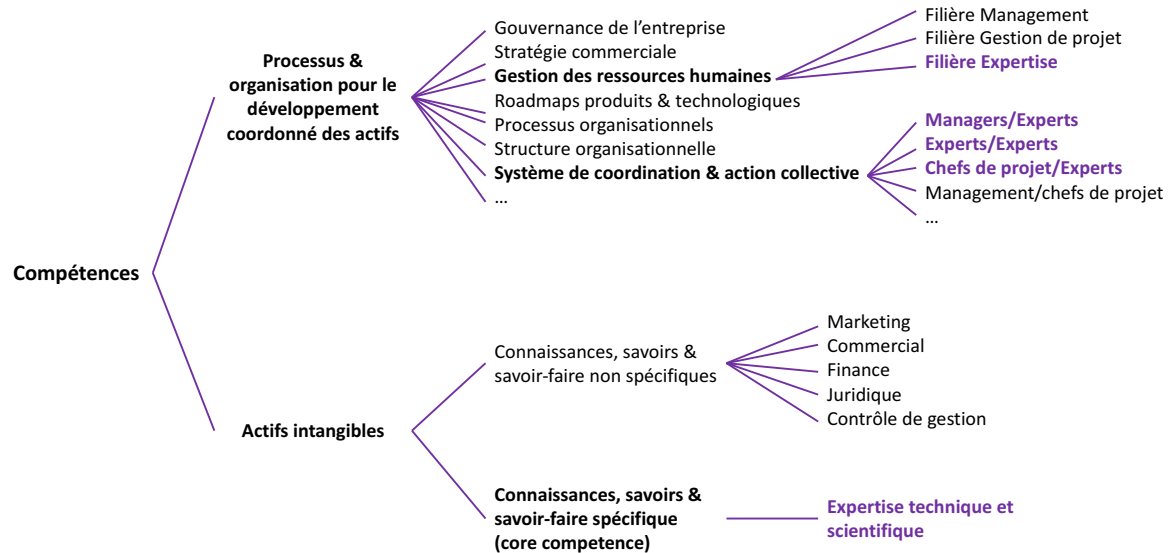 Compétences
Processus &
organisation pour le
développement
coordonné des actifs
Gouvernance de l’entreprise
Stratégie commerciale
Gestion des ressources humaines
Roadmaps produits & technologiques
Processus organisationnels
Structure organisationnelle
Système de coordination & action collective
…
Filière Management
Filière Gestion de projet
Filière Expertise
Managers/Experts
Experts/Experts
Chefs de projet/Experts
Management/chefs de projet
…
Actifs intangibles
Connaissances, savoirs &
savoir-faire non spécifiques
Marketing
Commercial
Finance
Juridique
Contrôle de gestion
Connaissances, savoirs &
savoir-faire spécifique
(core competence)
Expertise technique et
scientifique